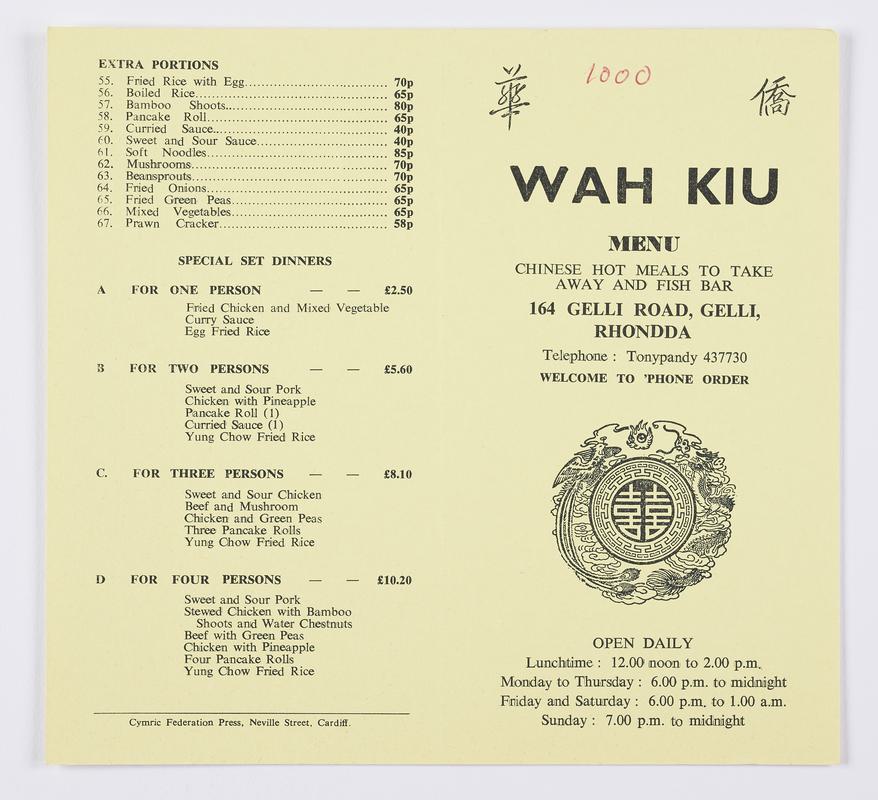 EXTRA PORTIONS
55. Fried Rice with Egg........................................ 70p
56. Boiled Rice........................................ 65p
57. Bamboo Shoots........................................ 80p
58. Pancake Roll........................................ 65p
59. Curried Sauce........................................ 40p
60. Sweet and Sour Sauce........................................ 40p
61. Soft Noodles........................................ 85p
62. Mushrooms........................................ 70p
63. Beansprouts........................................ 70p
64. Fried Onions........................................ 65p
65. Fried Green Peas........................................ 65p
66. Mixed Vegetables........................................ 65p
67. Prawn Cracker........................................ 58p
SPECIAL SET DINNERS
A FOR ONE PERSON — — £2.50
Fried Chicken and Mixed Vegetable
Curry Sauce
Egg Fried Rice
B FOR TWO PERSONS — — £5.60
Sweet and Sour Pork
Chicken with Pineapple
Pancake Roll (1)
Curried Sauce (1)
Yung Chow Fried Rice
C. FOR THREE PERSONS — — £8.10
Sweet and Sour Chicken
Beef and Mushroom
Chicken and Green Peas
Three Pancake Rolls
Yung Chow Fried Rice
D FOR FOUR PERSONS — — £10.20
Sweet and Sour Pork
Stewed Chicken with Bamboo
Shoots and Water Chestnuts
Beef with Green Peas
Chicken with Pineapple
Four Pancake Rolls
Yung Chow Fried Rice
Cymric Federation Press, Neville Street, Cardiff.
華 1000 僑
WAH KIU
MENU
CHINESE HOT MEALS TO TAKE
AWAY AND FISH BAR
164 GELLI ROAD, GELLI,
RHONDDA
Telephone : Tonypandy 437730
WELCOME TO 'PHONE ORDER
囍
OPEN DAILY
Lunchtime : 12.00 noon to 2.00 p.m.
Monday to Thursday : 6.00 p.m. to midnight
Friday and Saturday : 6.00 p.m. to 1.00 a.m.
Sunday : 7.00 p.m. to midnight